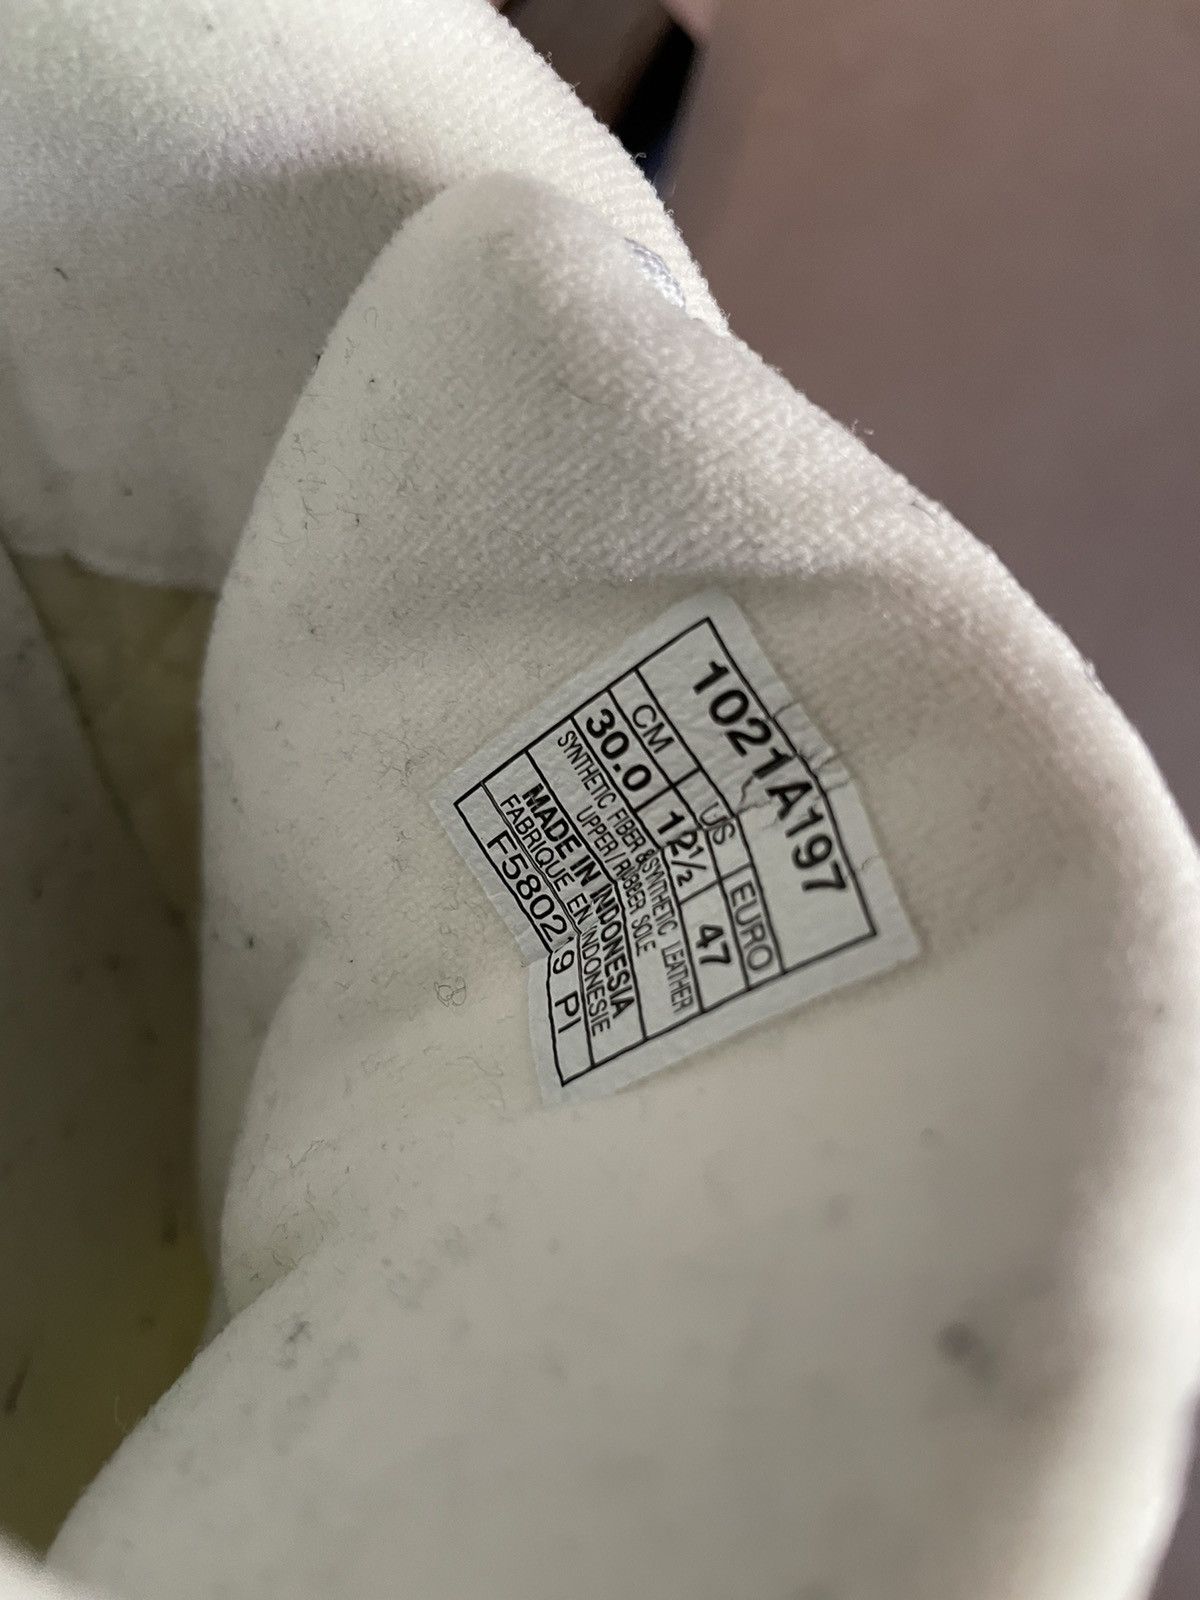 1021A197
CM US EURO
30.0 12½ 47
SYNTHETIC FIBER &SYNTHETIC LEATHER
UPPER/RUBBER SOLE
MADE IN INDONESIA
FABRIQUE EN INDONESIE
F580219 PI